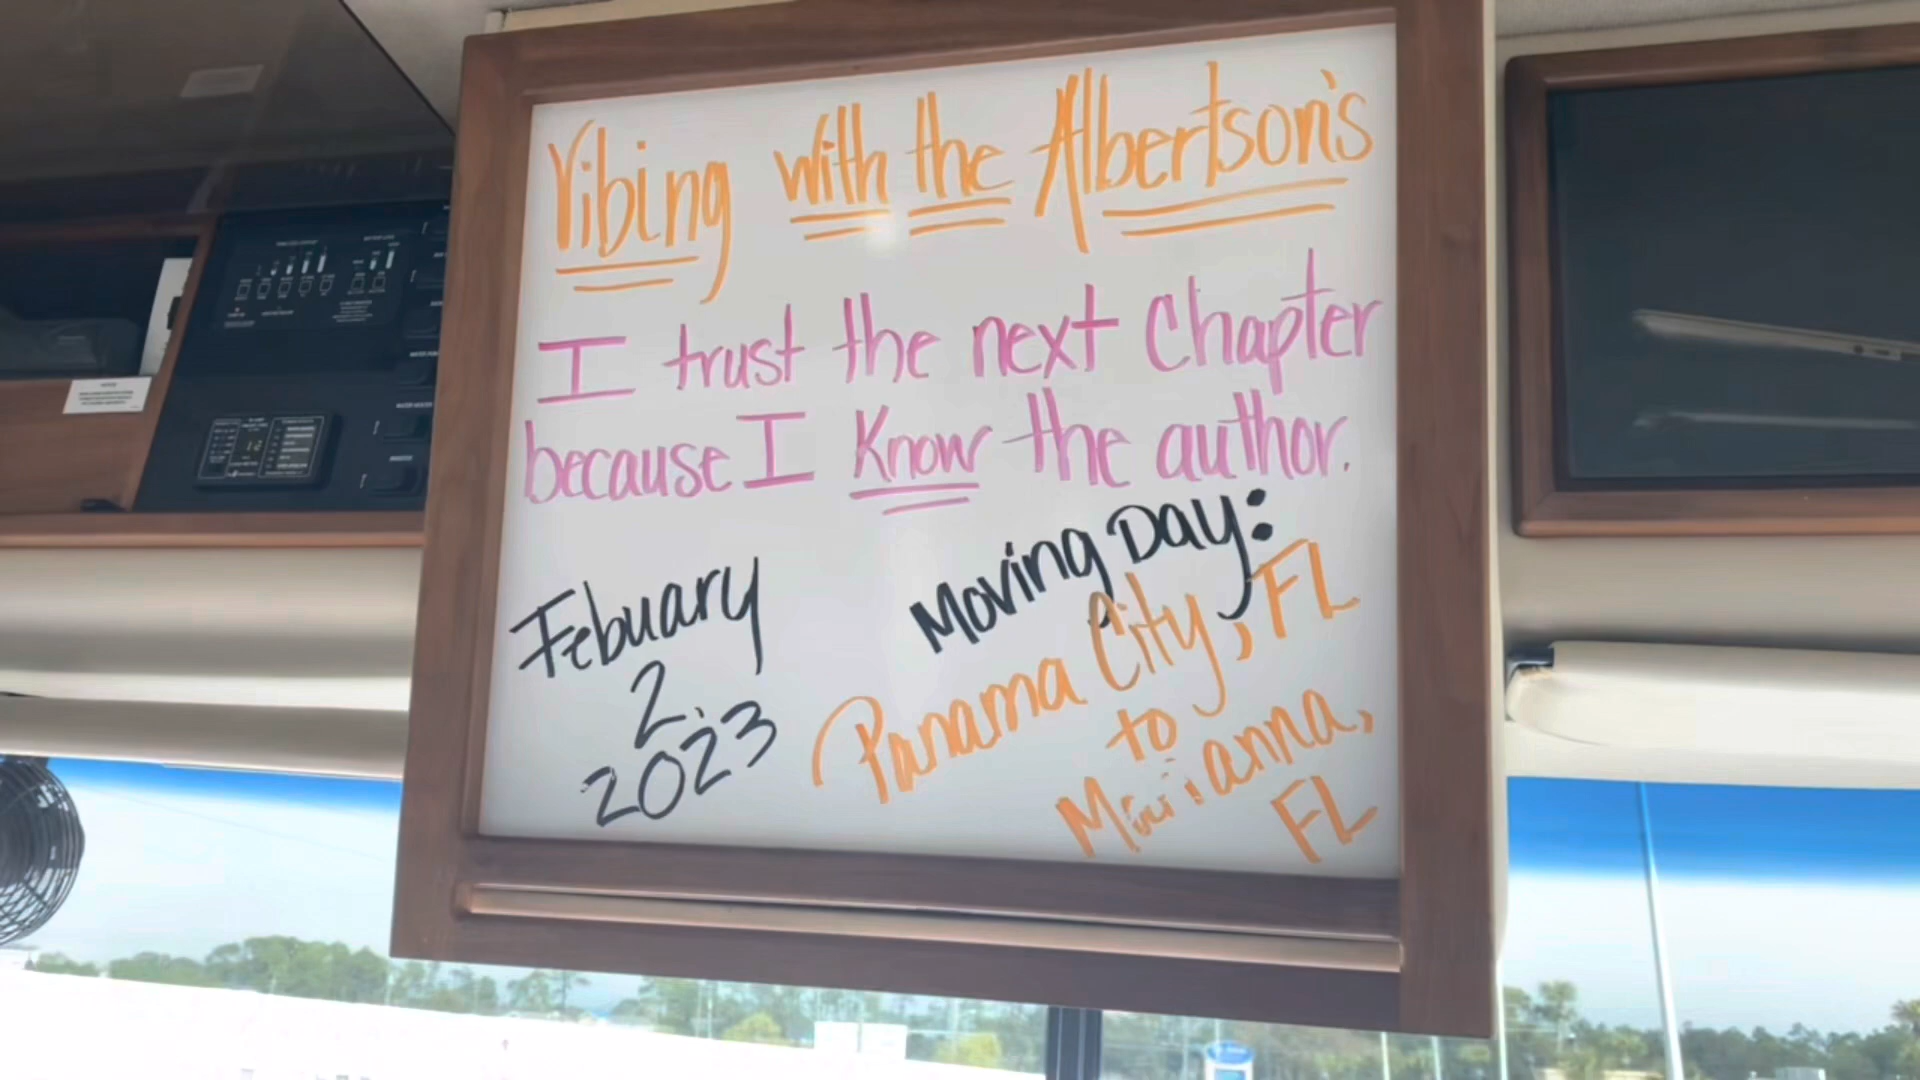 Vibing with the Albertson's
I trust the next Chapter
because I Know the author.
Febuary
2,
2023
Moving Day:
Panama City, FL
to
Marianna,
FL